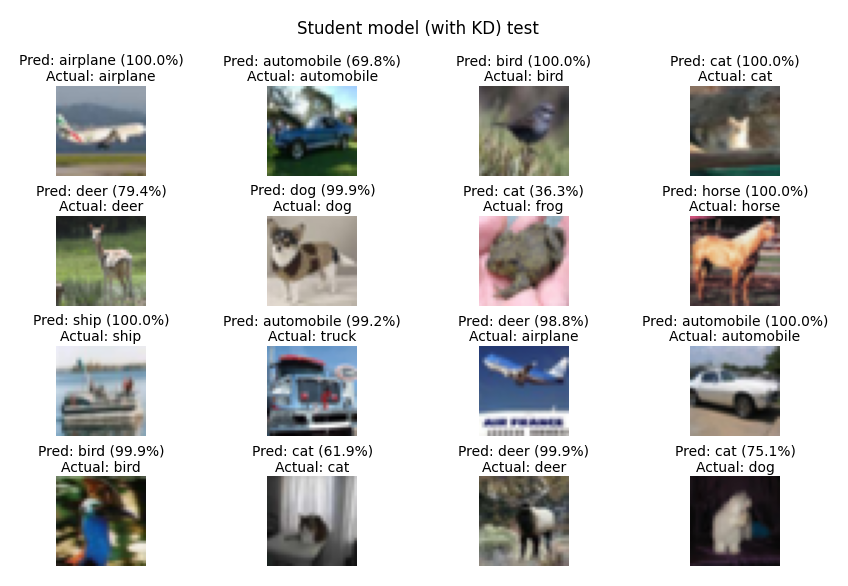 Student model (with KD) test
Pred: airplane (100.0%)
Actual: airplane
Pred: automobile (69.8%)
Actual: automobile
Pred: bird (100.0%)
Actual: bird
Pred: cat (100.0%)
Actual: cat
Pred: deer (79.4%)
Actual: deer
Pred: dog (99.9%)
Actual: dog
Pred: cat (36.3%)
Actual: frog
Pred: horse (100.0%)
Actual: horse
Pred: ship (100.0%)
Actual: ship
Pred: automobile (99.2%)
Actual: truck
Pred: deer (98.8%)
Actual: airplane
AIR FRANCE
Pred: automobile (100.0%)
Actual: automobile
Pred: bird (99.9%)
Actual: bird
Pred: cat (61.9%)
Actual: cat
Pred: deer (99.9%)
Actual: deer
Pred: cat (75.1%)
Actual: dog